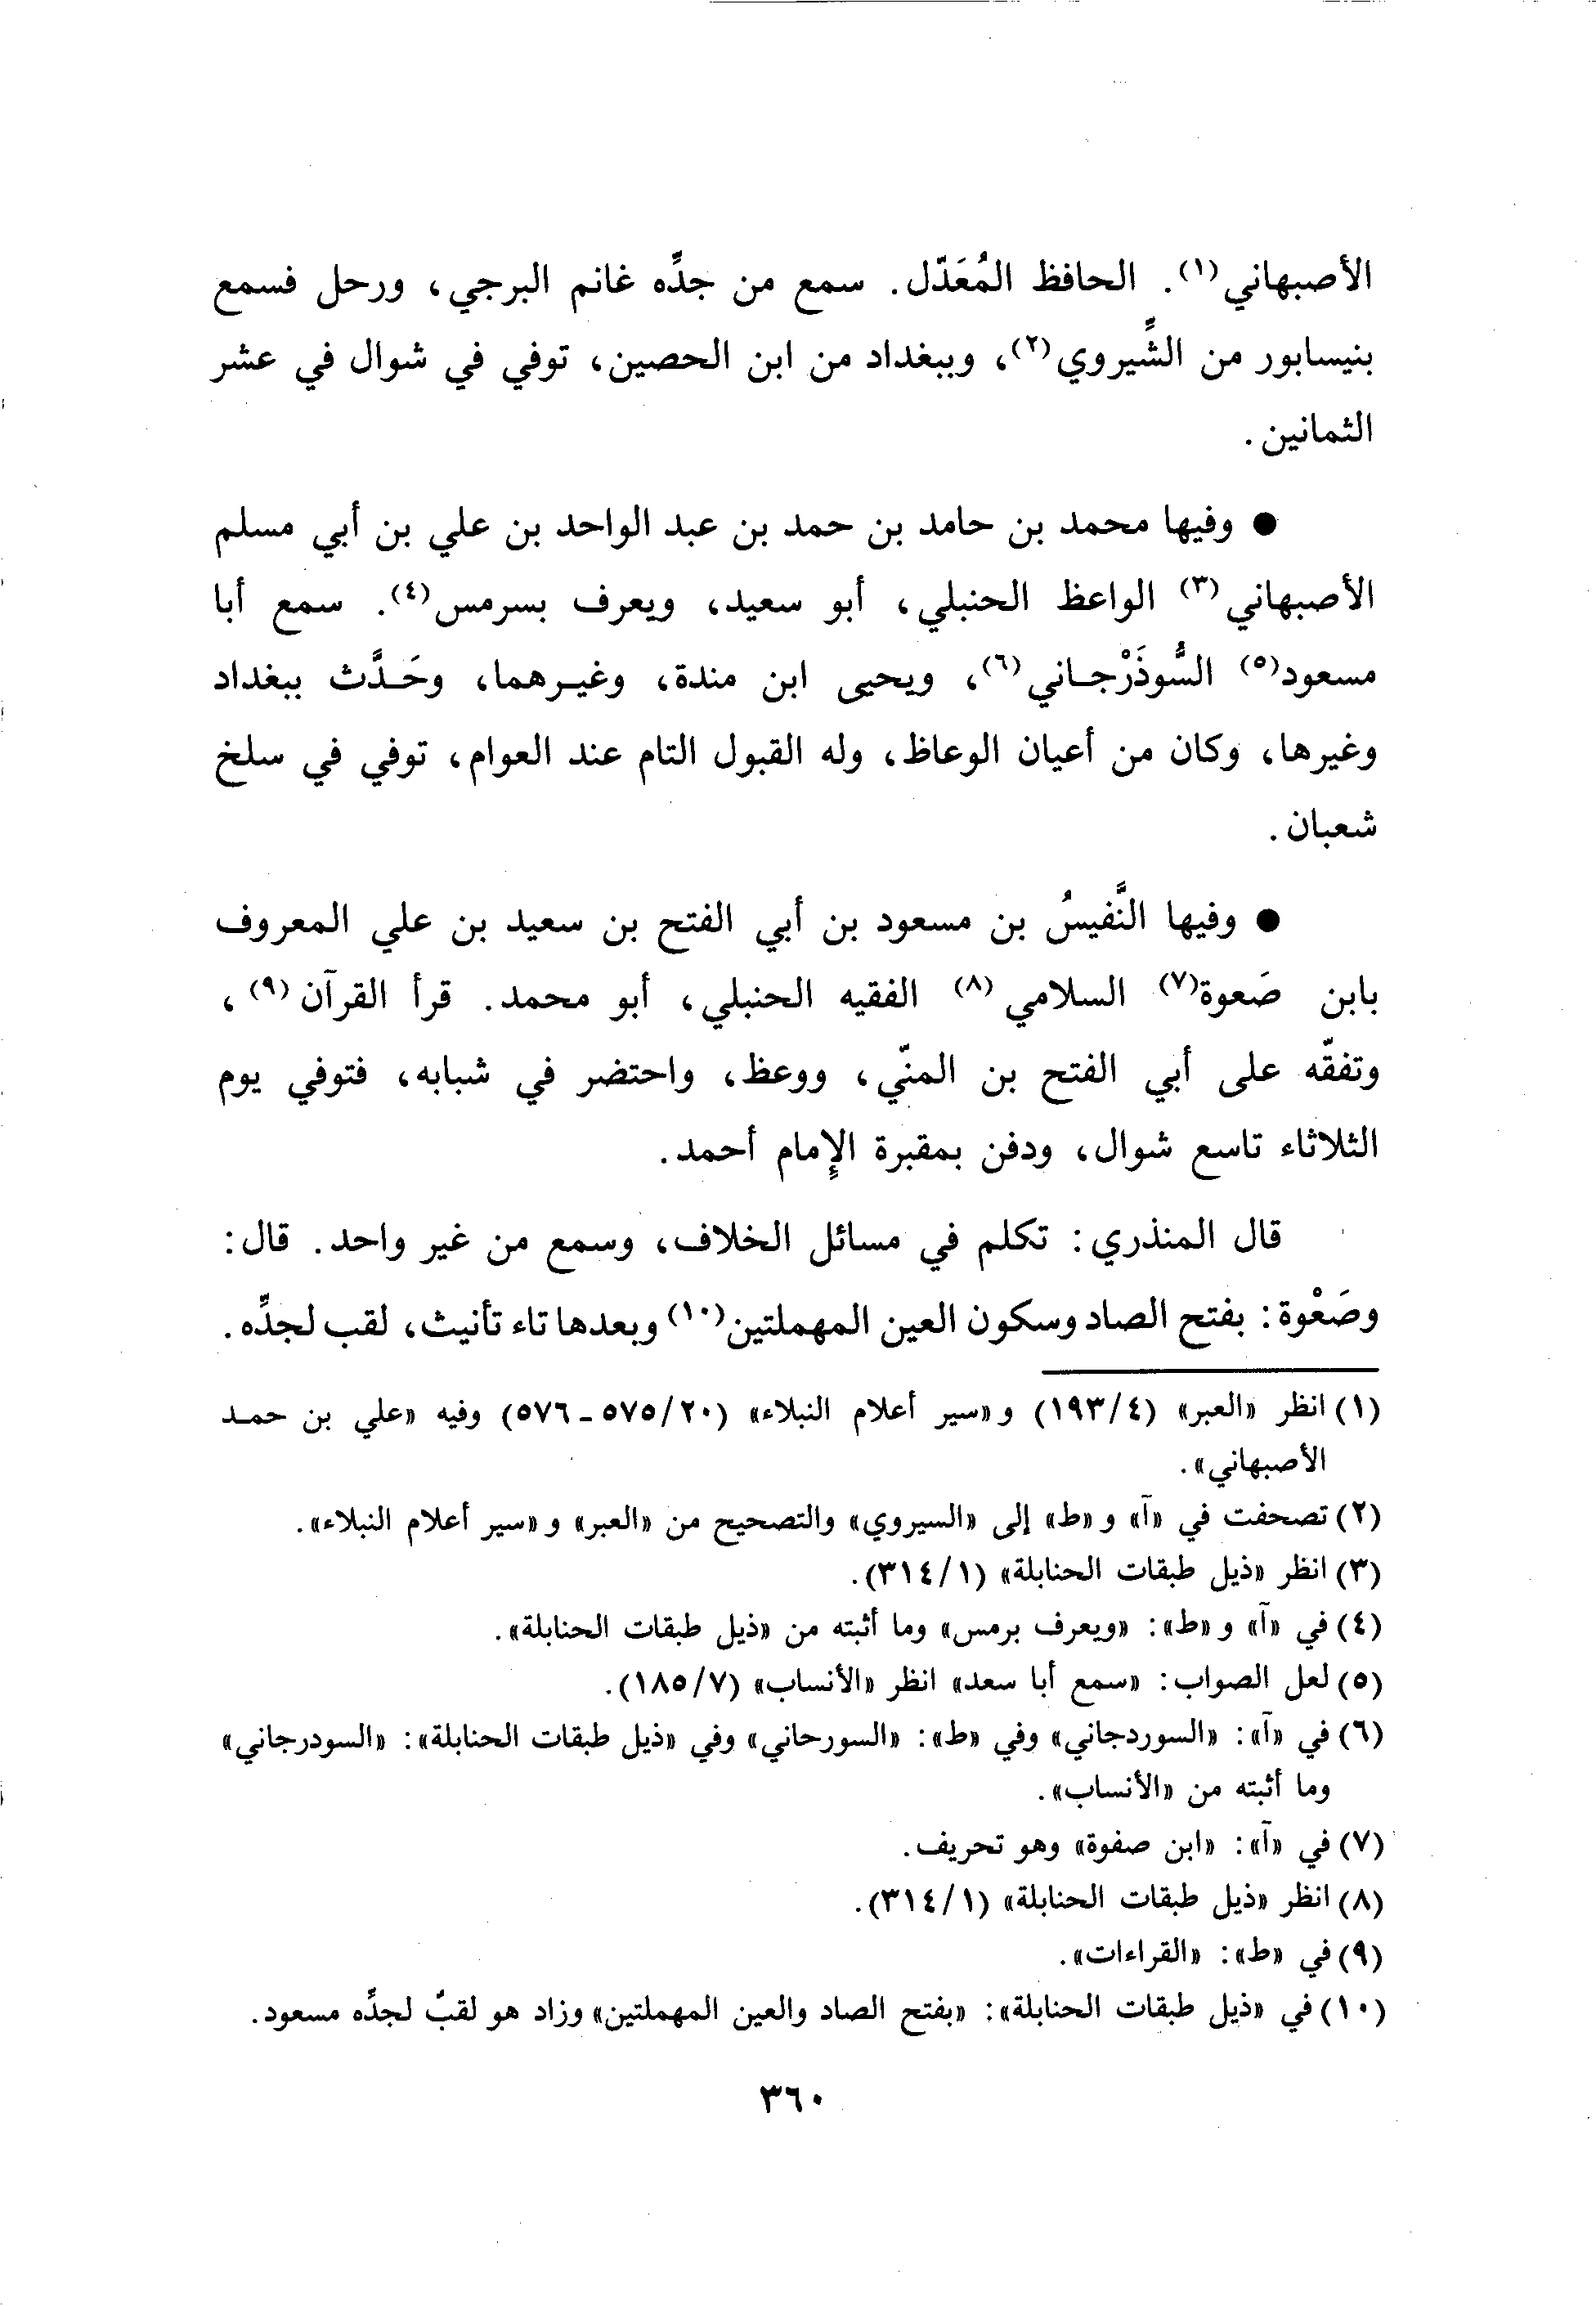 الأصبهاني(١). الحافظ المُعَدّل. سمع من جدِّه غانم البرجي، ورحل فسمع
بنيسابور من الشِّيروي(٢)، وببغداد من ابن الحصين، توفي في شوال في عشر
الثمانين.
● وفيها محمد بن حامد بن حمد بن عبد الواحد بن علي بن أبي مسلم
الأصبهاني(٣) الواعظ الحنبلي، أبو سعيد، ويعرف بسرمس(٤). سمع أبا
مسعود(٥) السُّوذَرْجـاني(٦)، ويحيى ابن مندة، وغيـرهما، وحَـدَّث ببغداد
وغيرها، وكان من أعيان الوعاظ، وله القبول التام عند العوام، توفي في سلخ
شعبان.
● وفيها النَّفيسُ بن مسعود بن أبي الفتح بن سعيد بن علي المعروف
بابن صَعوة(٧) السلامي(٨) الفقيه الحنبلي، أبو محمد. قرأ القرآن(٩)،
وتفقّه على أبي الفتح بن المنّي، ووعظ، واحتضر في شبابه، فتوفي يوم
الثلاثاء تاسع شوال، ودفن بمقبرة الإمام أحمد.
قال المنذري: تكلم في مسائل الخلاف، وسمع من غير واحد. قال:
وصَعْوة: بفتح الصاد وسكون العين المهملتين(١٠) وبعدها تاء تأنيث، لقب لجدِّه.
(١) انظر «العبر» (١٩٣/٤) و«سير أعلام النبلاء» (٥٧٥/٢٠ - ٥٧٦) وفيه «علي بن حمـد
الأصبهاني».
(٢) تصحفت في «آ» و«ط» إلى «السيروي» والتصحيح من «العبر» و«سير أعلام النبلاء».
(٣) انظر «ذيل طبقات الحنابلة» (٣١٤/١).
(٤) في «آ» و«ط»: «ويعرف برمس» وما أثبته من «ذيل طبقات الحنابلة».
(٥) لعل الصواب: «سمع أبا سعد» انظر «الأنساب» (١٨٥/٧).
(٦) في «آ»: «السوردجاني» وفي «ط»: «السورحاني» وفي «ذيل طبقات الحنابلة»: «السودرجاني»
وما أثبته من «الأنساب».
(٧) في «آ»: «ابن صفوة» وهو تحريف.
(٨) انظر «ذيل طبقات الحنابلة» (٣١٤/١).
(٩) في «ط»: «القراءات».
(١٠) في «ذيل طبقات الحنابلة»: «بفتح الصاد والعين المهملتين» وزاد هو لقبٌ لجدِّه مسعود.
٣٦٠